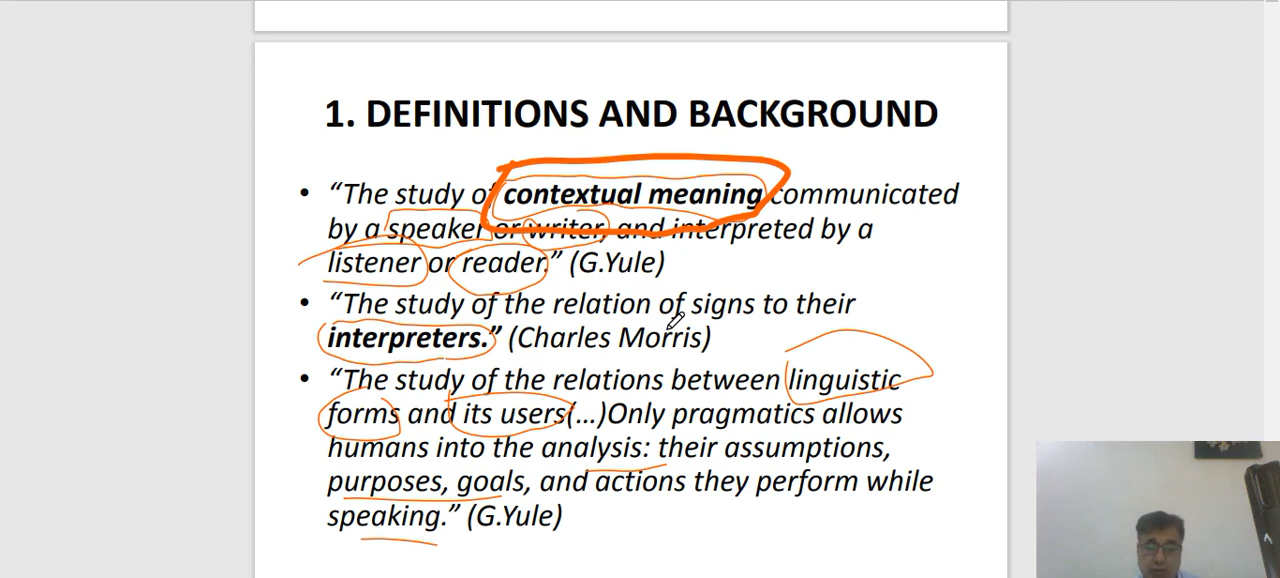 1. DEFINITIONS AND BACKGROUND
• “The study of contextual meaning communicated
by a speaker or writer, and interpreted by a
listener or reader.” (G.Yule)
• “The study of the relation of signs to their
interpreters.” (Charles Morris)
• “The study of the relations between linguistic
forms and its users(…)Only pragmatics allows
humans into the analysis: their assumptions,
purposes, goals, and actions they perform while
speaking.” (G.Yule)